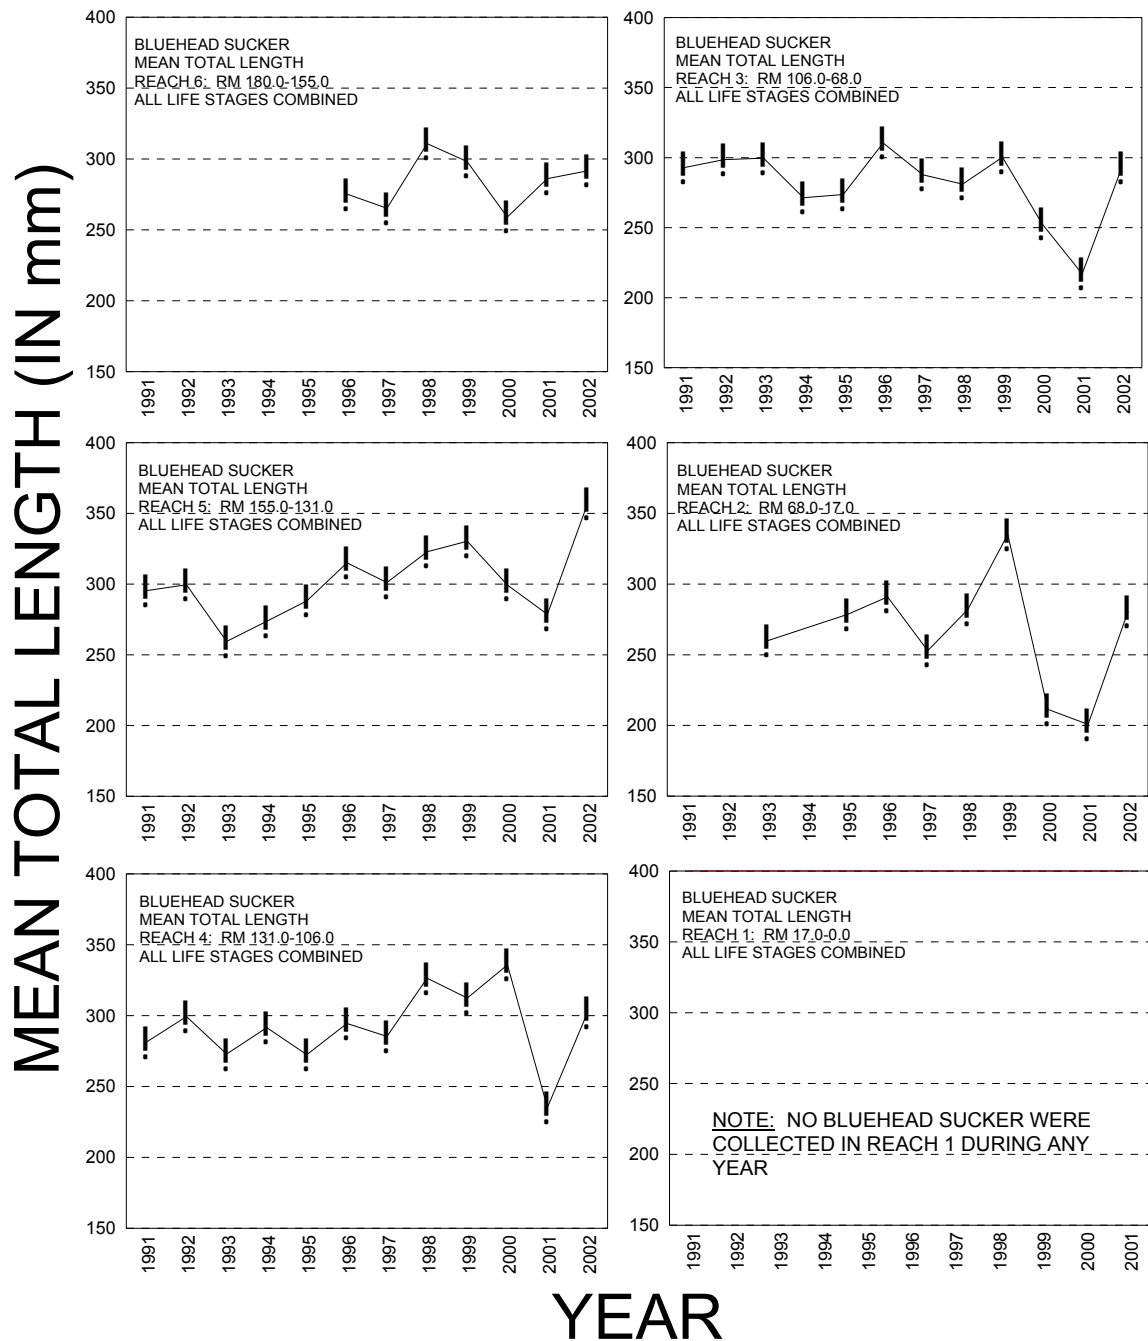 MEAN TOTAL LENGTH (IN mm)
400
350
300
250
200
150
BLUEHEAD SUCKER
MEAN TOTAL LENGTH
REACH 6: RM 180.0-155.0
ALL LIFE STAGES COMBINED
1991 1992 1993 1994 1995 1996 1997 1998 1999 2000 2001 2002
400
350
300
250
200
150
BLUEHEAD SUCKER
MEAN TOTAL LENGTH
REACH 3: RM 106.0-68.0
ALL LIFE STAGES COMBINED
1991 1992 1993 1994 1995 1996 1997 1998 1999 2000 2001 2002
400
350
300
250
200
150
BLUEHEAD SUCKER
MEAN TOTAL LENGTH
REACH 5: RM 155.0-131.0
ALL LIFE STAGES COMBINED
1991 1992 1993 1994 1995 1996 1997 1998 1999 2000 2001 2002
400
350
300
250
200
150
BLUEHEAD SUCKER
MEAN TOTAL LENGTH
REACH 2: RM 68.0-17.0
ALL LIFE STAGES COMBINED
1991 1992 1993 1994 1995 1996 1997 1998 1999 2000 2001 2002
400
350
300
250
200
150
BLUEHEAD SUCKER
MEAN TOTAL LENGTH
REACH 4: RM 131.0-106.0
ALL LIFE STAGES COMBINED
1991 1992 1993 1994 1995 1996 1997 1998 1999 2000 2001 2002
400
350
300
250
200
150
BLUEHEAD SUCKER
MEAN TOTAL LENGTH
REACH 1: RM 17.0-0.0
ALL LIFE STAGES COMBINED
NOTE: NO BLUEHEAD SUCKER WERE
COLLECTED IN REACH 1 DURING ANY
YEAR
1991 1992 1993 1994 1995 1996 1997 1998 1999 2000 2001
YEAR